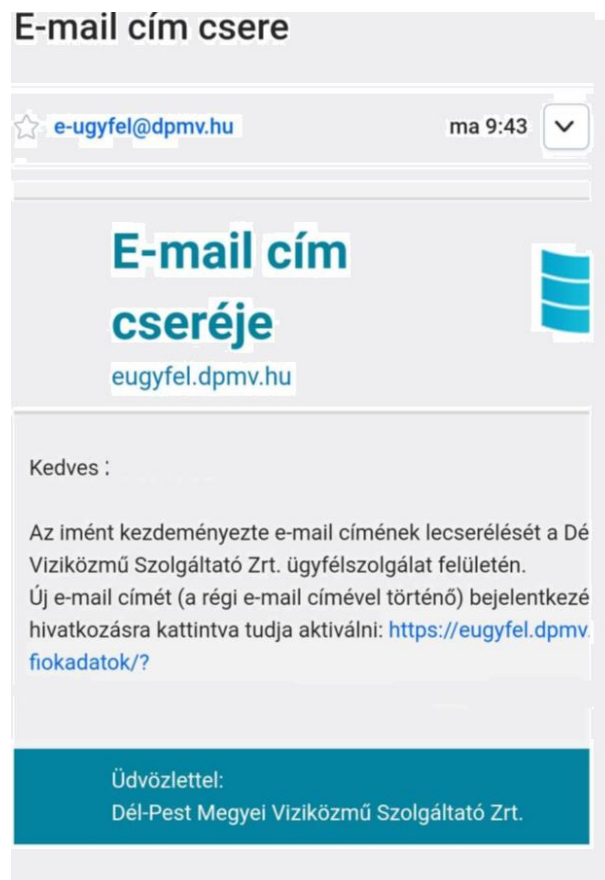 E-mail cím csere
e-ugyfel@dpmv.hu ma 9:43
E-mail cím
cseréje
eugyfel.dpmv.hu
Kedves :
Az imént kezdeményezte e-mail címének lecserélését a Dé
Viziközmű Szolgáltató Zrt. ügyfélszolgálat felületén.
Új e-mail címét (a régi e-mail címével történő) bejelentkezé
hivatkozásra kattintva tudja aktiválni: https://eugyfel.dpmv.
fiokadatok/?
Üdvözlettel:
Dél-Pest Megyei Viziközmű Szolgáltató Zrt.